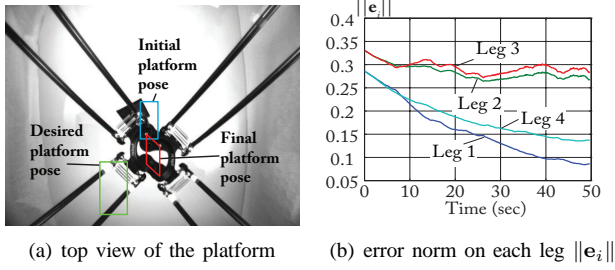 Initial
platform
pose
Desired
platform
pose
Final
platform
pose
(a) top view of the platform
‖e_i‖
0.4
0.35
0.3
0.25
0.2
0.15
0.1
0.05
0 10 20 30 40 50
Time (sec)
Leg 3
Leg 2
Leg 4
Leg 1
(b) error norm on each leg ‖e_i‖